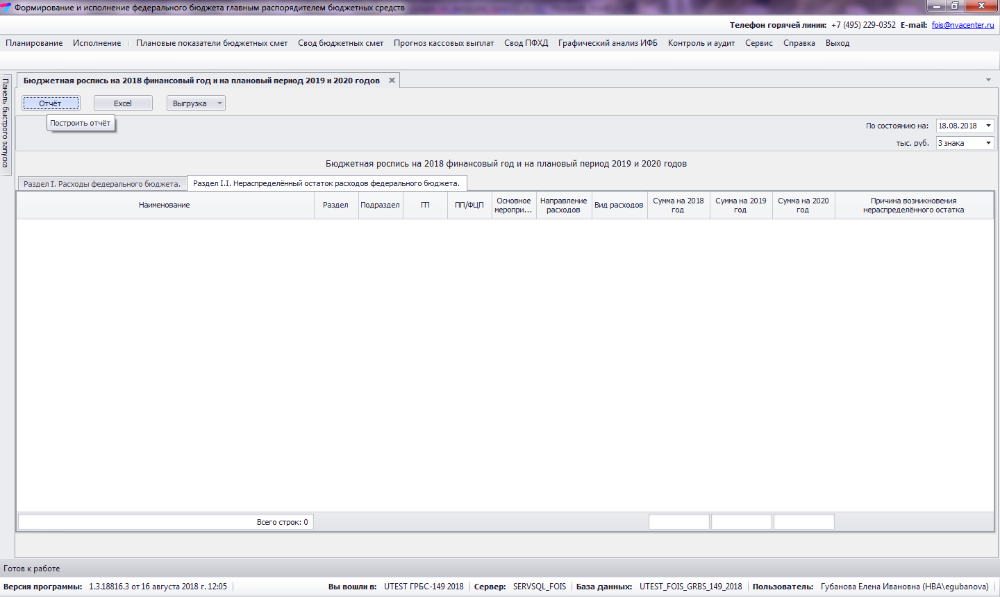 Формирование и исполнение федерального бюджета главным распорядителем бюджетных средств
Телефон горячей линии: +7 (495) 229-0352 E-mail: fois@nvacenter.ru
Планирование Исполнение Плановые показатели бюджетных смет Свод бюджетных смет Прогноз кассовых выплат Свод ПФХД Графический анализ ИФБ Контроль и аудит Сервис Справка Выход
Панель быстрого запуска
Бюджетная роспись на 2018 финансовый год и на плановый период 2019 и 2020 годов
Отчёт Excel Выгрузка
Построить отчёт
По состоянию на: 18.08.2018
тыс. руб. 3 знака
Бюджетная роспись на 2018 финансовый год и на плановый период 2019 и 2020 годов
Раздел I. Расходы федерального бюджета. Раздел I.I. Нераспределённый остаток расходов федерального бюджета.
Наименование Раздел Подраздел ГП ПП/ФЦП Основное меропри... Направление расходов Вид расходов Сумма на 2018 год Сумма на 2019 год Сумма на 2020 год Причина возникновения нераспределённого остатка
Всего строк: 0
Готов к работе
Версия программы: 1.3.18816.3 от 16 августа 2018 г. 12:05 Вы вошли в: UTEST ГРБС-149 2018 Сервер: SERVSQL_FOIS База данных: UTEST_FOIS_GRBS_149_2018 Пользователь: Губанова Елена Ивановна (НВА\egubanova)